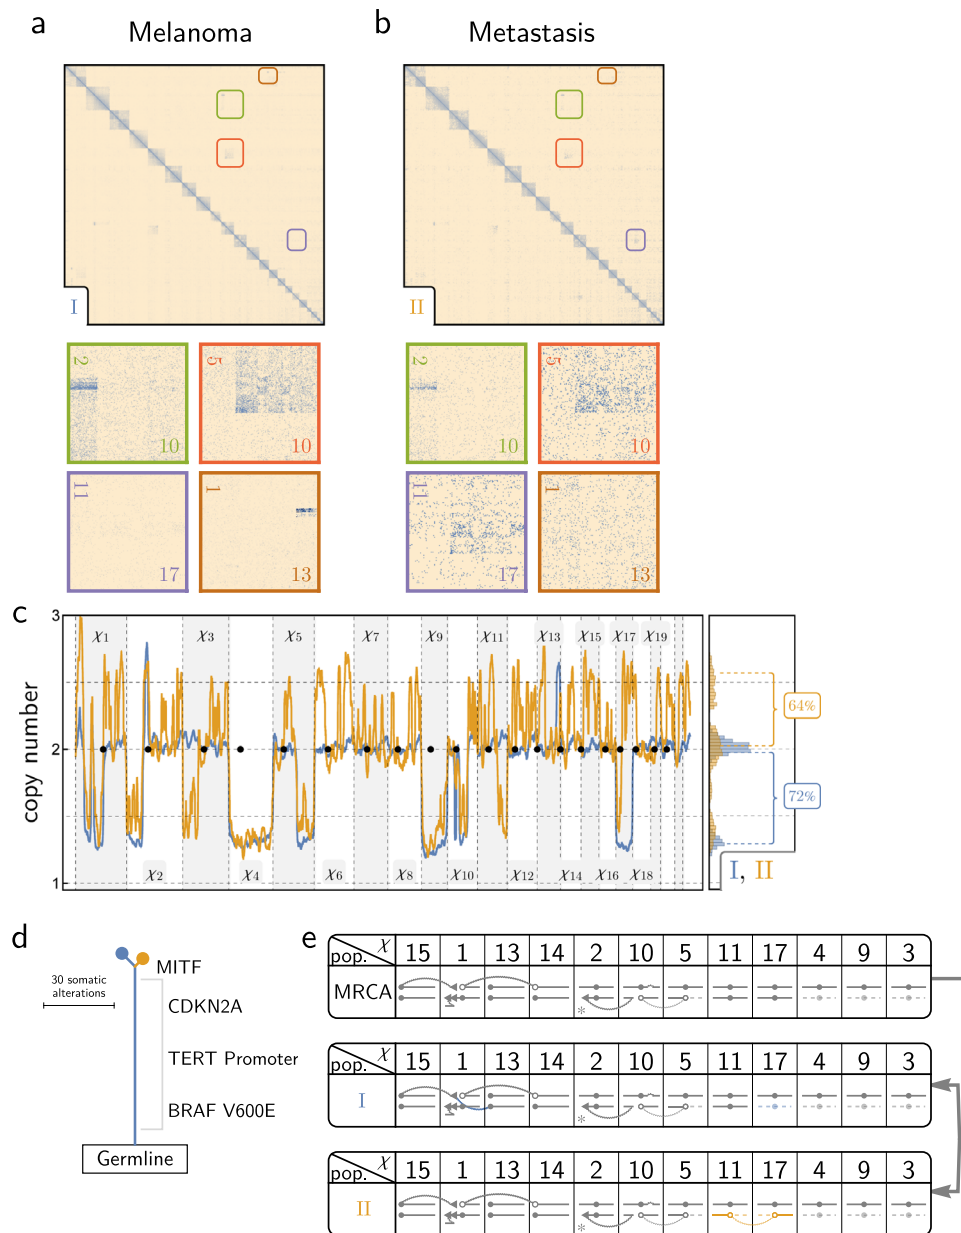 a
Melanoma
b
Metastasis
I
II
2
10
5
10
11
17
1
13
2
10
5
10
11
17
1
13
c
3
2
1
copy number
χ1
χ3
χ5
χ7
χ9
χ11
χ13
χ15
χ17
χ19
χ2
χ4
χ6
χ8
χ10
χ12
χ14
χ16
χ18
64%
72%
I, II
d
30 somatic
alterations
MITF
CDKN2A
TERT Promoter
BRAF V600E
Germline
e
pop. χ 15 1 13 14 2 10 5 11 17 4 9 3
MRCA
*
pop. χ 15 1 13 14 2 10 5 11 17 4 9 3
I
*
pop. χ 15 1 13 14 2 10 5 11 17 4 9 3
II
*